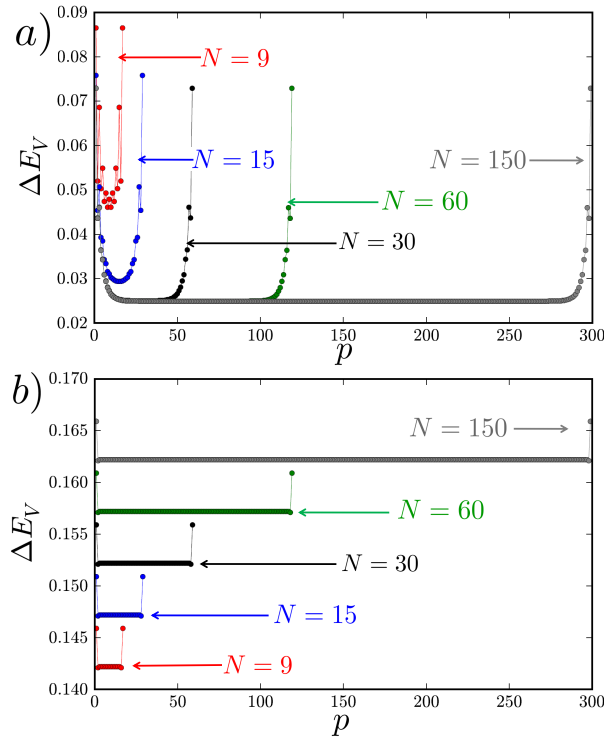 a)
0.09
0.08
0.07
0.06
0.05
0.04
0.03
0.02
ΔE_V
N = 9
N = 15
N = 150
N = 60
N = 30
0 50 100 150 200 250 300
p
b)
0.170
0.165
0.160
0.155
0.150
0.145
0.140
ΔE_V
N = 150
N = 60
N = 30
N = 15
N = 9
0 50 100 150 200 250 300
p